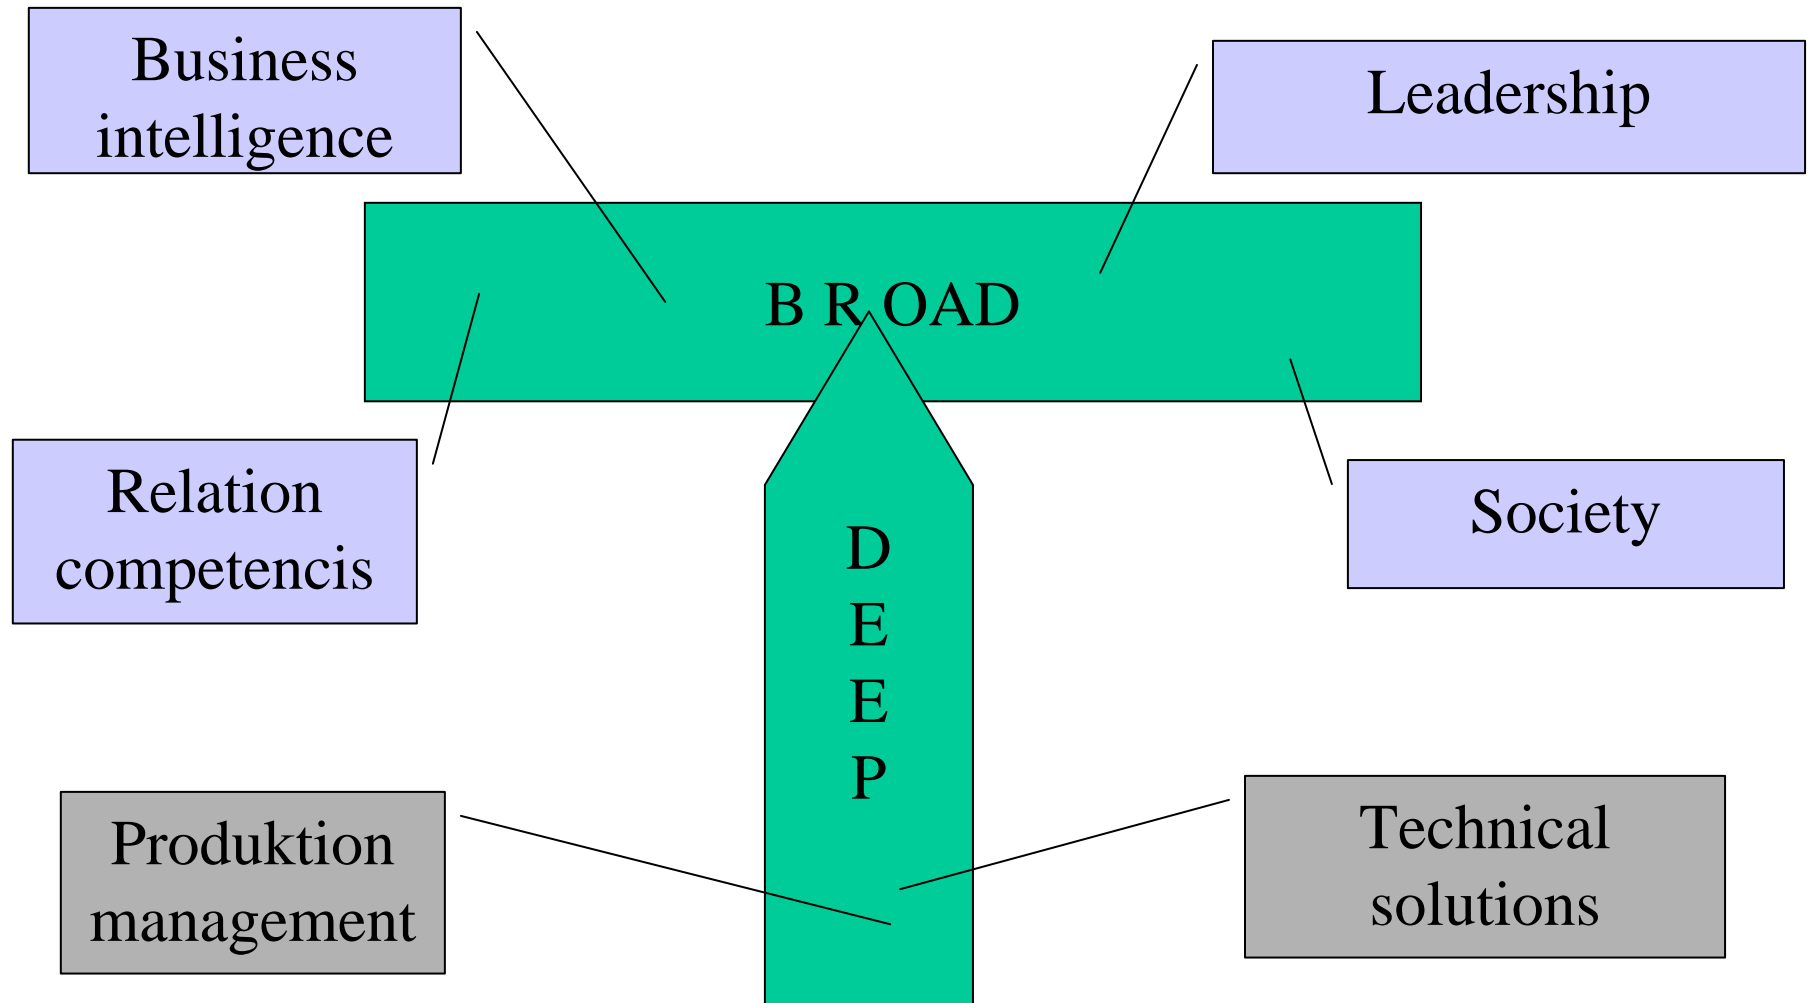 Business
intelligence
Leadership
B R OAD
Relation
competencis
Society
D
E
E
P
Produktion
management
Technical
solutions